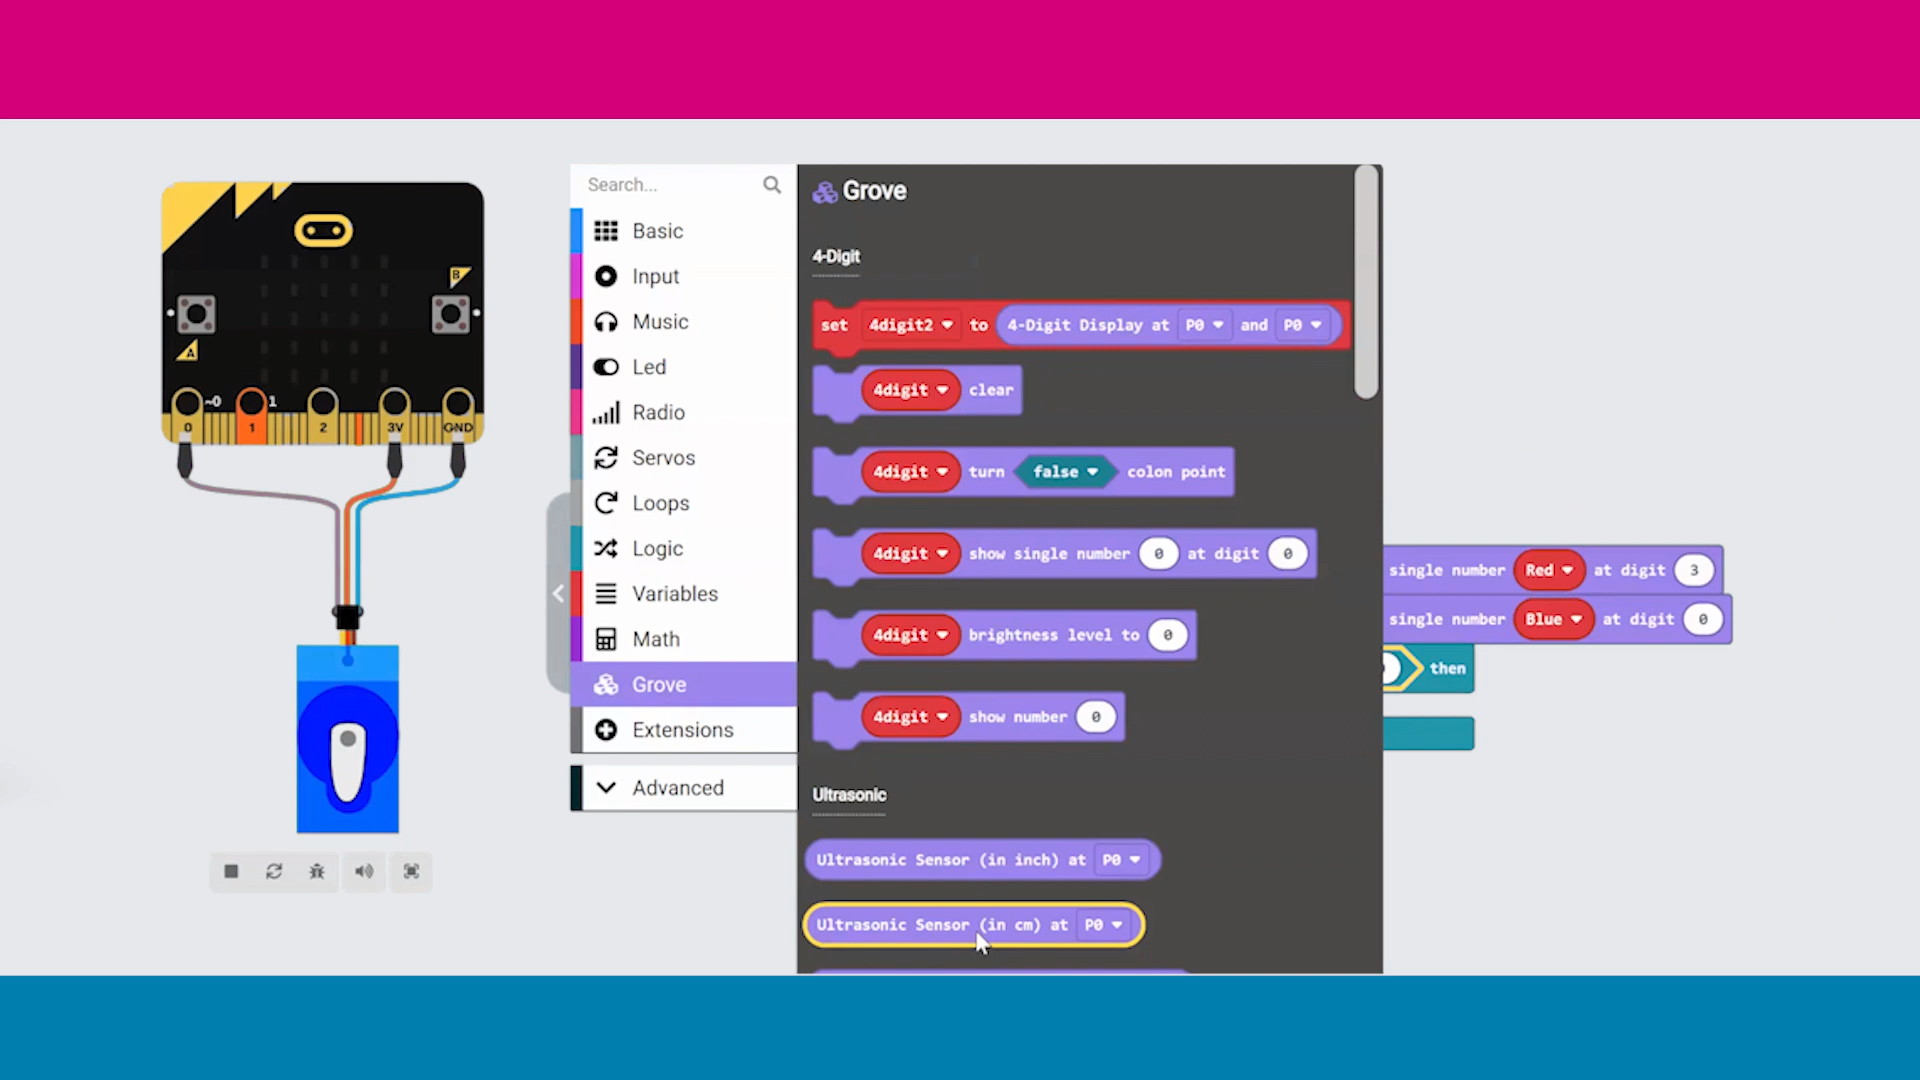 B
A
~0
1
0
1
2
3V
GND
Search...
Basic
Input
Music
Led
Radio
Servos
Loops
Logic
Variables
Math
Grove
Extensions
Advanced
Grove
4-Digit
set 4digit2 to 4-Digit Display at P0 and P0
4digit clear
4digit turn false colon point
4digit show single number 0 at digit 0
4digit brightness level to 0
4digit show number 0
Ultrasonic
Ultrasonic Sensor (in inch) at P0
Ultrasonic Sensor (in cm) at P0
single number Red at digit 3
single number Blue at digit 0
then